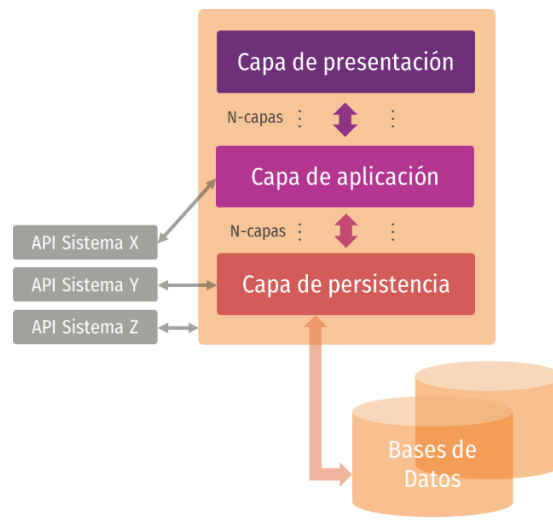 Capa de presentación
N-capas
Capa de aplicación
N-capas
API Sistema X
API Sistema Y
Capa de persistencia
API Sistema Z
Bases de
Datos